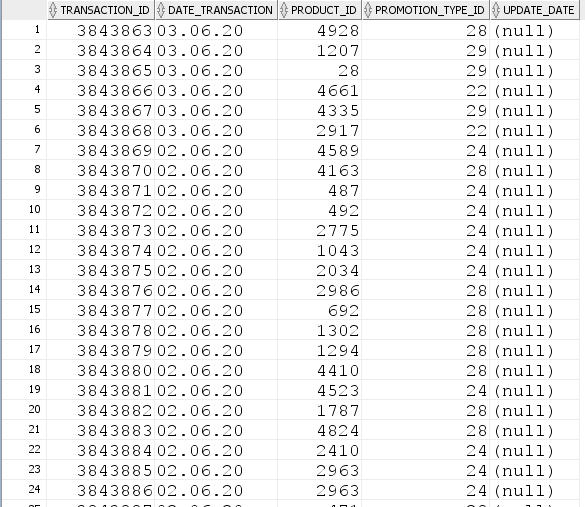 TRANSACTION_ID DATE_TRANSACTION PRODUCT_ID PROMOTION_TYPE_ID UPDATE_DATE
1 3843863 03.06.20 4928 28 (null)
2 3843864 03.06.20 1207 29 (null)
3 3843865 03.06.20 28 29 (null)
4 3843866 03.06.20 4661 22 (null)
5 3843867 03.06.20 4335 29 (null)
6 3843868 03.06.20 2917 22 (null)
7 3843869 02.06.20 4589 24 (null)
8 3843870 02.06.20 4163 28 (null)
9 3843871 02.06.20 487 24 (null)
10 3843872 02.06.20 492 24 (null)
11 3843873 02.06.20 2775 24 (null)
12 3843874 02.06.20 1043 24 (null)
13 3843875 02.06.20 2034 24 (null)
14 3843876 02.06.20 2986 28 (null)
15 3843877 02.06.20 692 28 (null)
16 3843878 02.06.20 1302 28 (null)
17 3843879 02.06.20 1294 28 (null)
18 3843880 02.06.20 4410 28 (null)
19 3843881 02.06.20 4523 24 (null)
20 3843882 02.06.20 1787 28 (null)
21 3843883 02.06.20 4824 28 (null)
22 3843884 02.06.20 2410 24 (null)
23 3843885 02.06.20 2963 24 (null)
24 3843886 02.06.20 2963 24 (null)